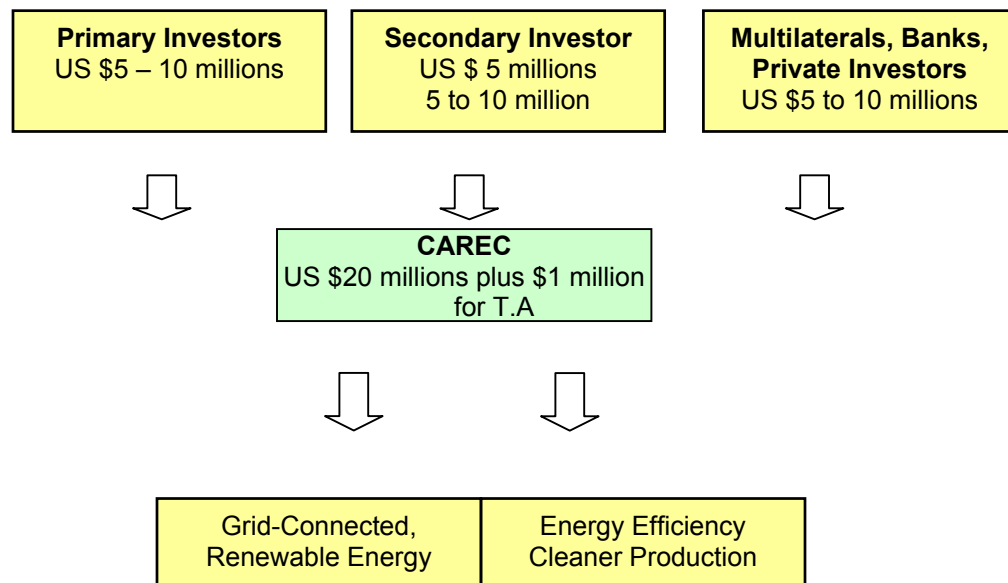 Primary Investors
US $5 – 10 millions
Secondary Investor
US $ 5 millions
5 to 10 million
Multilaterals, Banks,
Private Investors
US $5 to 10 millions
CAREC
US $20 millions plus $1 million
for T.A
Grid-Connected,
Renewable Energy
Energy Efficiency
Cleaner Production